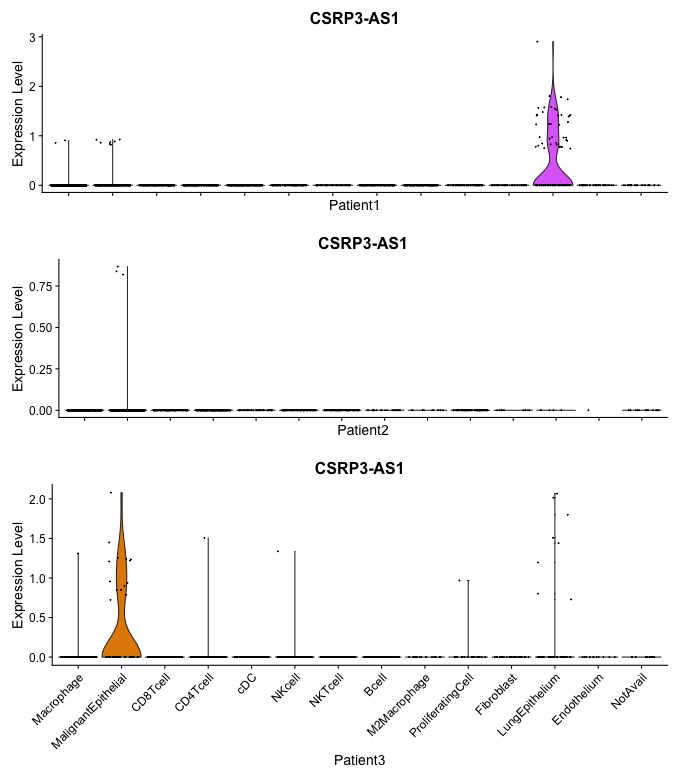 CSRP3-AS1
Expression Level
3
2
1
0
Patient1
CSRP3-AS1
Expression Level
0.75
0.50
0.25
0.00
Patient2
CSRP3-AS1
Expression Level
2.0
1.5
1.0
0.5
0.0
Macrophage
MalignantEpithelial
CD8Tcell
CD4Tcell
cDC
NKcell
NKTcell
Bcell
M2Macrophage
ProliferatingCell
Fibroblast
LungEpithelium
Endothelium
NotAvail
Patient3